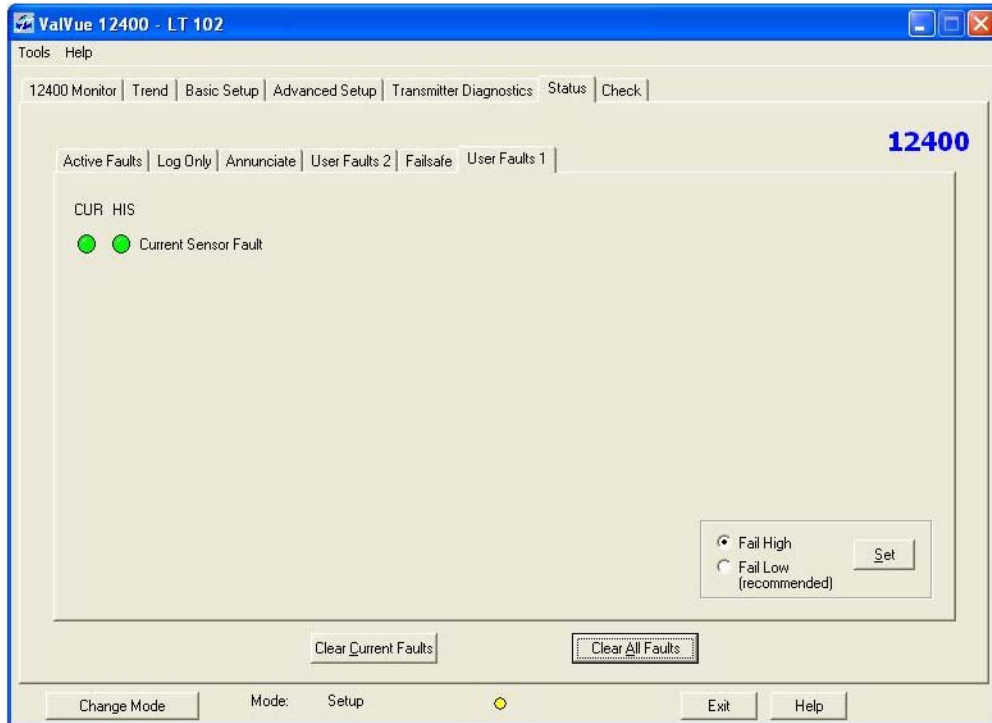 ValVue 12400 - LT 102
Tools Help
12400 Monitor Trend Basic Setup Advanced Setup Transmitter Diagnostics Status Check
12400
Active Faults Log Only Annunciate User Faults 2 Failsafe User Faults 1
CUR HIS
Current Sensor Fault
Fail High
Set
Fail Low
(recommended)
Clear Current Faults Clear All Faults
Change Mode Mode: Setup Exit Help